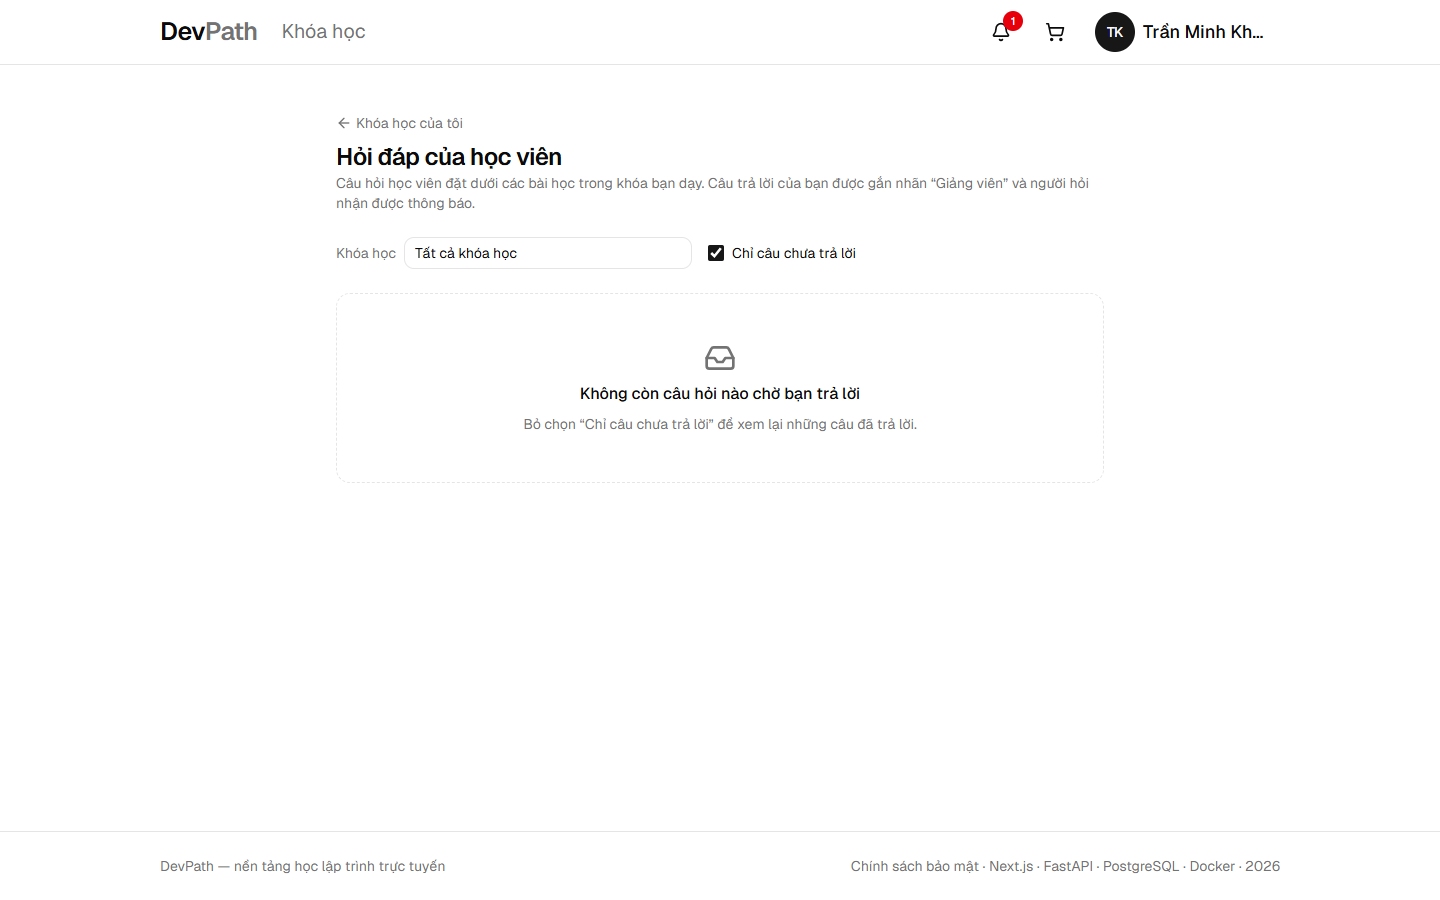 DevPath Khóa học 1 TK Trần Minh Kh...
Khóa học của tôi
Hỏi đáp của học viên
Câu hỏi học viên đặt dưới các bài học trong khóa bạn dạy. Câu trả lời của bạn được gắn nhãn “Giảng viên” và người hỏi
nhận được thông báo.
Khóa học Tất cả khóa học Chỉ câu chưa trả lời
Không còn câu hỏi nào chờ bạn trả lời
Bỏ chọn “Chỉ câu chưa trả lời” để xem lại những câu đã trả lời.
DevPath — nền tảng học lập trình trực tuyến Chính sách bảo mật · Next.js · FastAPI · PostgreSQL · Docker · 2026